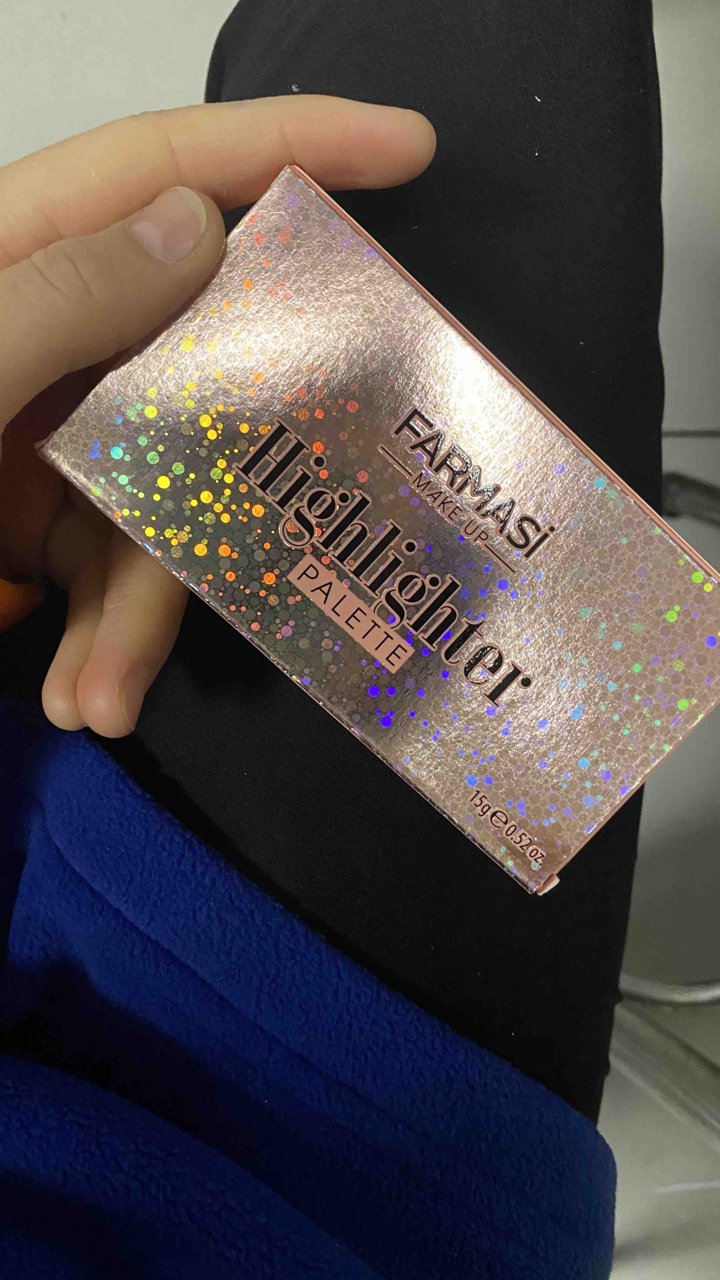 FARMASİ
MAKE UP
Highlighter
PALETTE
15g ℮ 0.52 oz.